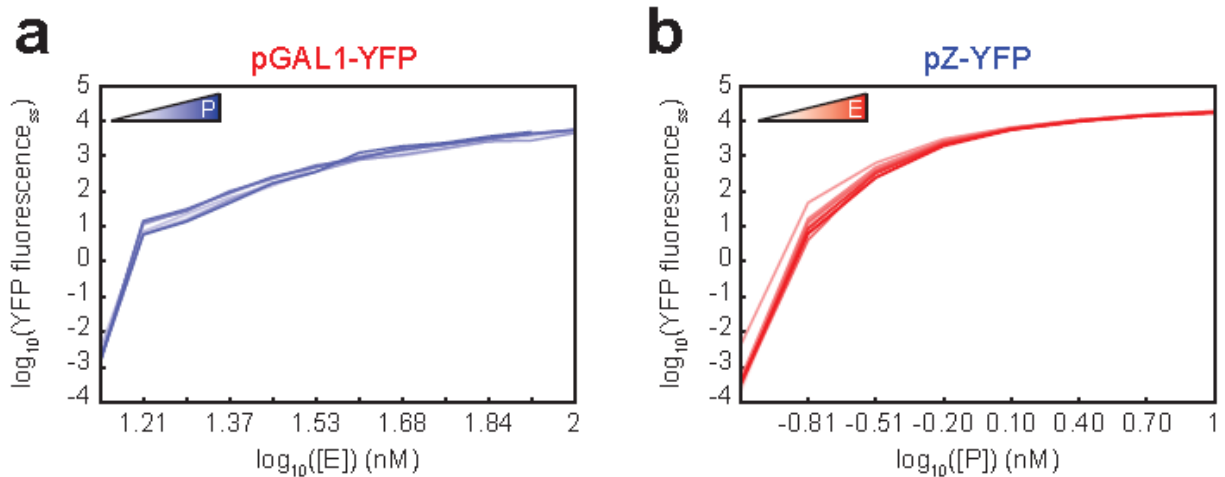 a
pGAL1-YFP
5
4
3
2
1
0
-1
-2
-3
-4
log10(YFP fluorescencess)
P
1.21 1.37 1.53 1.68 1.84 2
log10([E]) (nM)
b
pZ-YFP
5
4
3
2
1
0
-1
-2
-3
-4
log10(YFP fluorescencess)
E
-0.81 -0.51 -0.20 0.10 0.40 0.70 1
log10([P]) (nM)